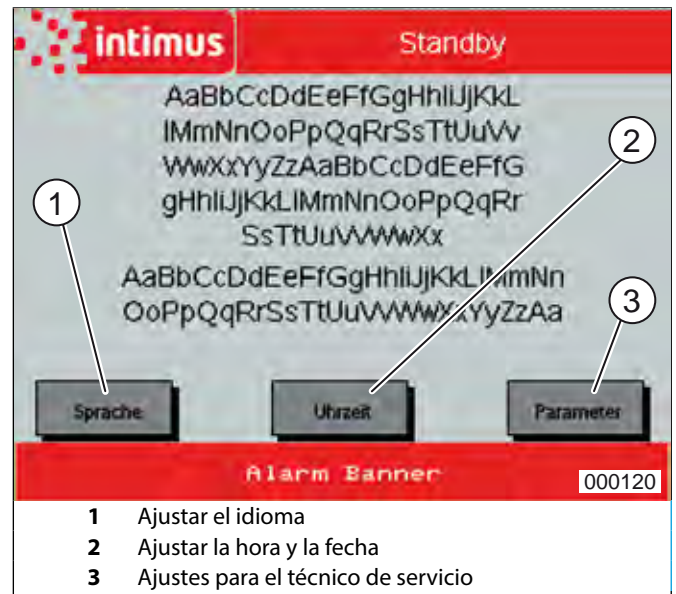 intimus Standby
AaBbCcDdEeFfGgHhIiJjKkL
lMmNnOoPpQqRrSsTtUuVv
WwXxYyZzAaBbCcDdEeFfG
gHhIiJjKkLlMmNnOoPpQqRr
SsTtUuVvWwXx
AaBbCcDdEeFfGgHhIiJjKkLlMmNn
OoPpQqRrSsTtUuVvWwXxYyZzAa
1
2
3
Sprache Uhrzeit Parameter
Alarm Banner
000120
1 Ajustar el idioma
2 Ajustar la hora y la fecha
3 Ajustes para el técnico de servicio